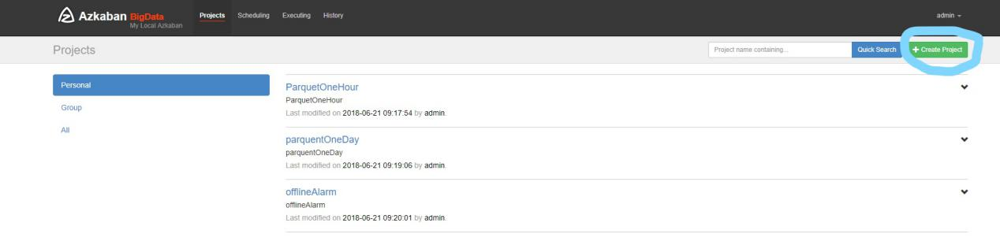 Azkaban BigData
My Local Azkaban
Projects Scheduling Executing History
admin
Projects
Project name containing...
Quick Search
Create Project
Personal
Group
All
ParquetOneHour
ParquetOneHour
Last modified on 2018-06-21 09:17:54 by admin.
parquentOneDay
parquentOneDay
Last modified on 2018-06-21 09:19:06 by admin.
offlineAlarm
offlineAlarm
Last modified on 2018-06-21 09:20:01 by admin.